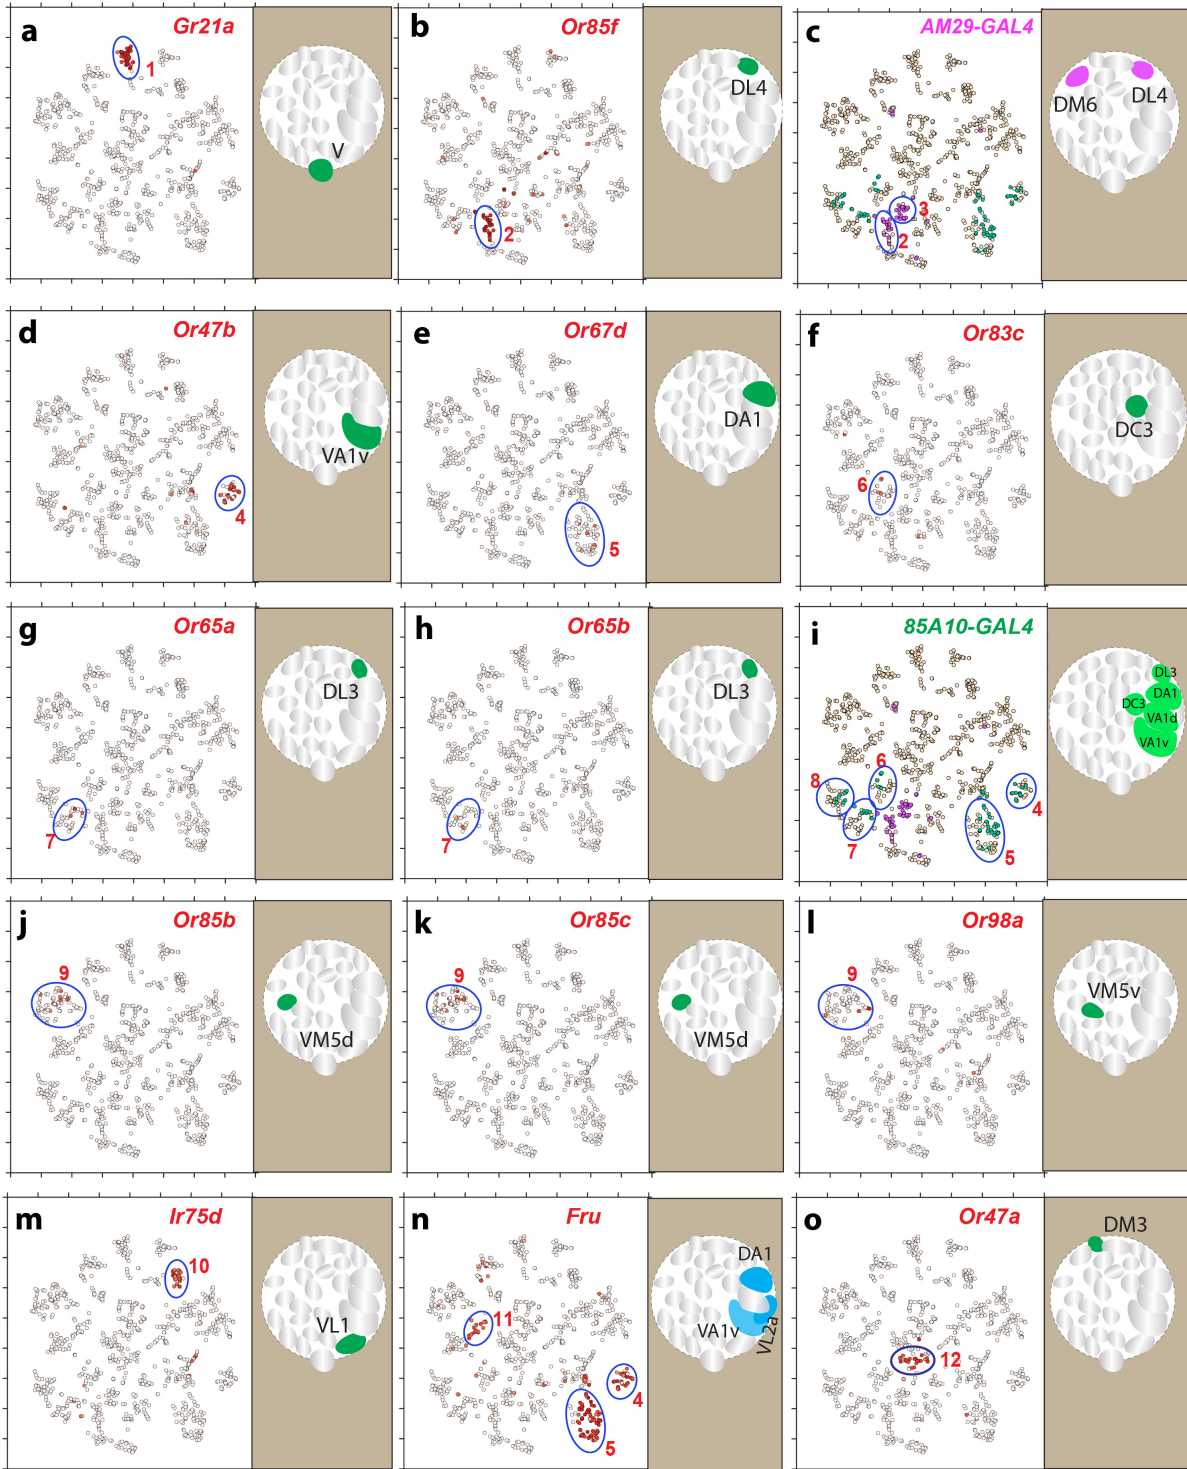 a Gr21a
1
V
b Or85f
DL4
2
c AM29-GAL4
DM6 DL4
3
2
d Or47b
VA1v
4
e Or67d
DA1
5
f Or83c
DC3
6
g Or65a
DL3
7
h Or65b
DL3
7
i 85A10-GAL4
DL3
DA1
DC3
VA1d
VA1v
6
8
4
7
5
j Or85b
9
VM5d
k Or85c
9
VM5d
l Or98a
9
VM5v
m Ir75d
10
VL1
n Fru
DA1
11
VA1v VL2a
4
5
o Or47a
DM3
12